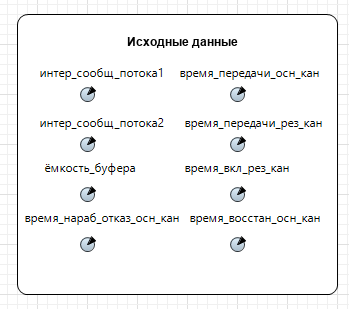 Исходные данные
интер_сообщ_потока1 время_передачи_осн_кан
интер_сообщ_потока2 время_передачи_рез_кан
ёмкость_буфера время_вкл_рез_кан
время_нараб_отказ_осн_кан время_восстан_осн_кан